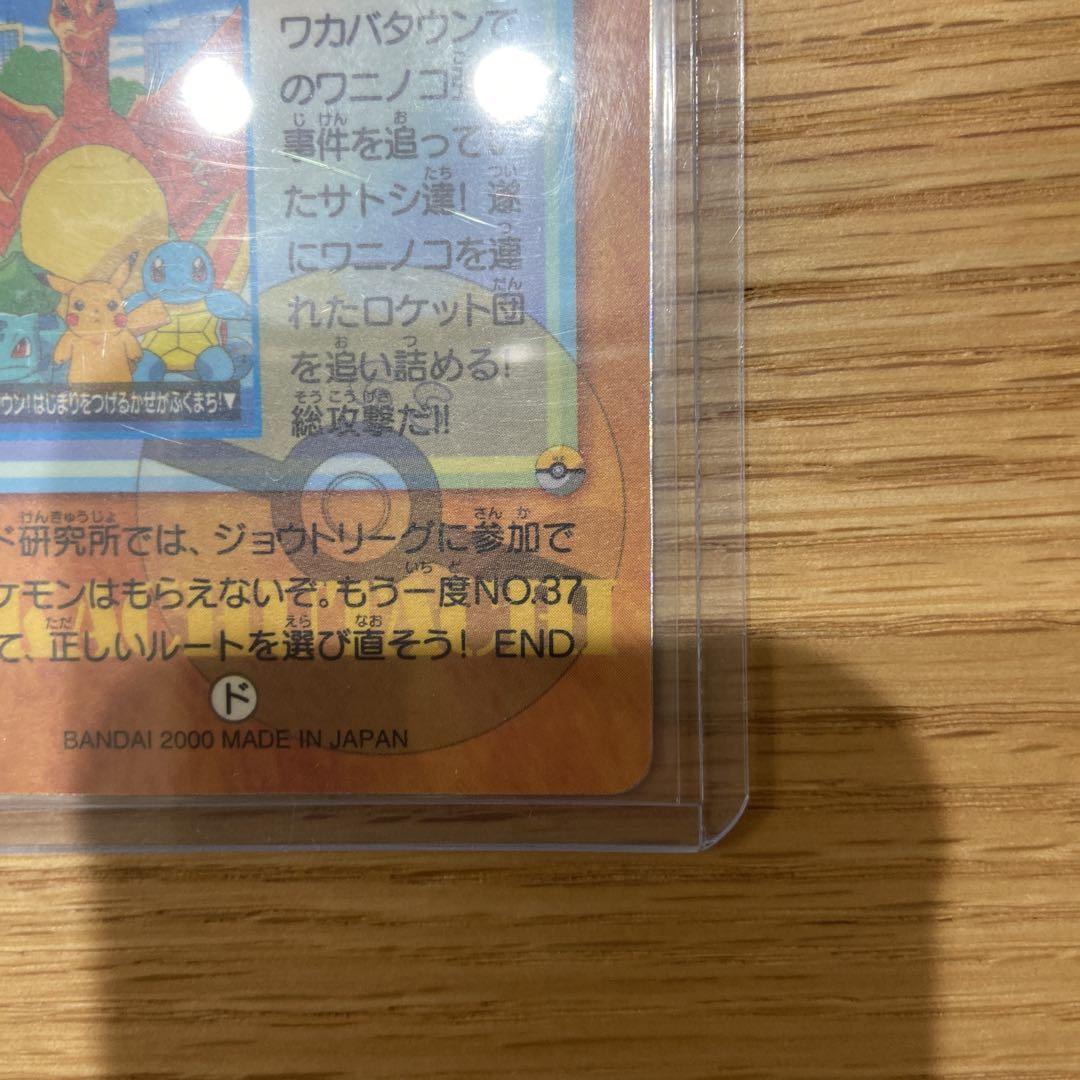 ワカバタウンで
のワニノコ
事件を追って
たサトシ達! 遂
にワニノコを連
れたロケット団
を追い詰める!
総攻撃だ!!
ウン!はじまりをつげるかぜがふくまち!▼
ド研究所では、ジョウトリーグに参加で
ケモンはもらえないぞ。もう一度NO.37
て、正しいルートを選び直そう! END
ド
BANDAI 2000 MADE IN JAPAN